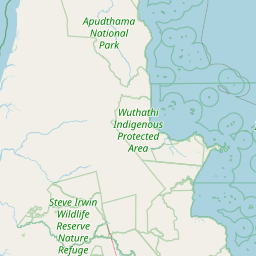 Apudthama
National
Park
Wuthathi
Indigenous
Protected
Area
Steve Irwin
Wildlife
Reserve
Nature
Refuge